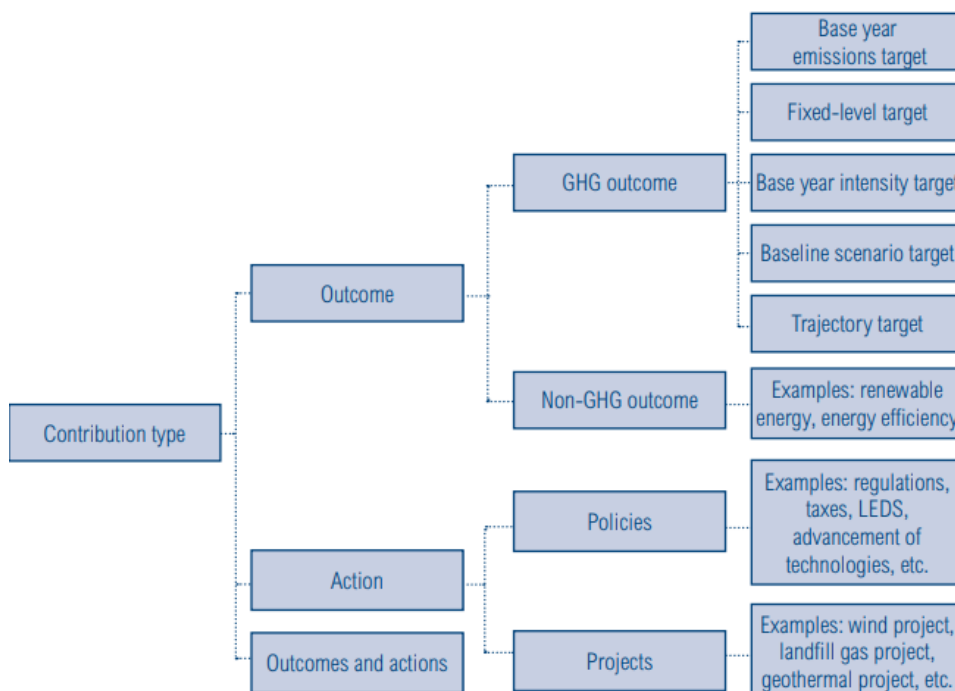 Base year
emissions target
Fixed-level target
GHG outcome
Base year intensity target
Baseline scenario target
Outcome
Trajectory target
Non-GHG outcome
Examples: renewable
energy, energy efficiency
Contribution type
Policies
Examples: regulations,
taxes, LEDS,
advancement of
technologies, etc.
Action
Outcomes and actions
Projects
Examples: wind project,
landfill gas project,
geothermal project, etc.